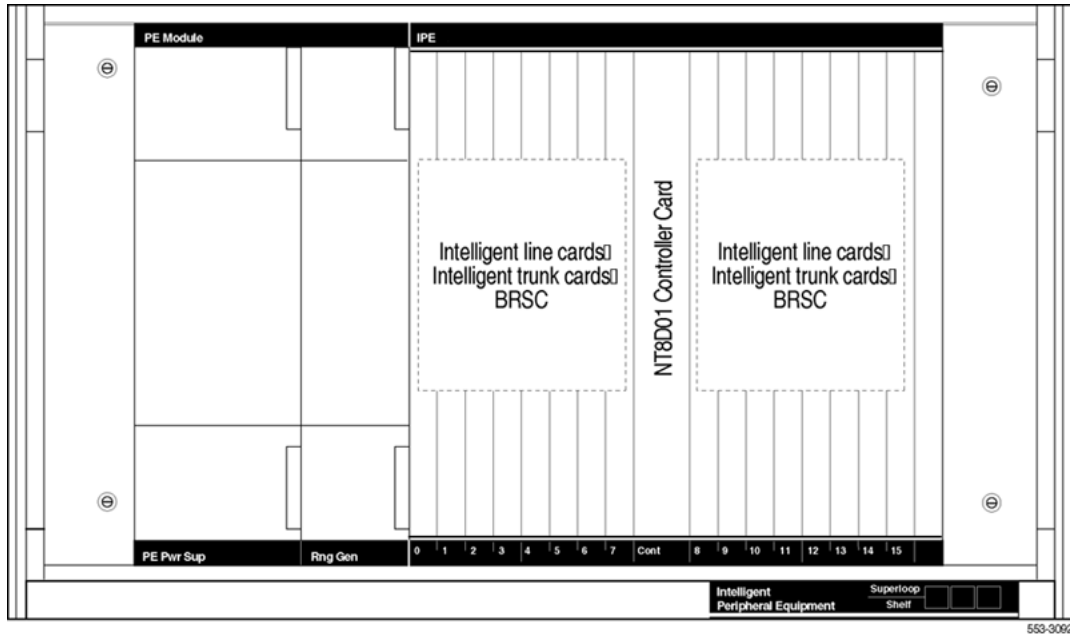 PE Module
IPE
Intelligent line cards▯
Intelligent trunk cards▯
BRSC
NT8D01 Controller Card
Intelligent line cards▯
Intelligent trunk cards▯
BRSC
PE Pwr Sup
Rng Gen
0 1 2 3 4 5 6 7 Cont 8 9 10 11 12 13 14 15
Intelligent
Peripheral Equipment
Superloop
Shelf
553-3092